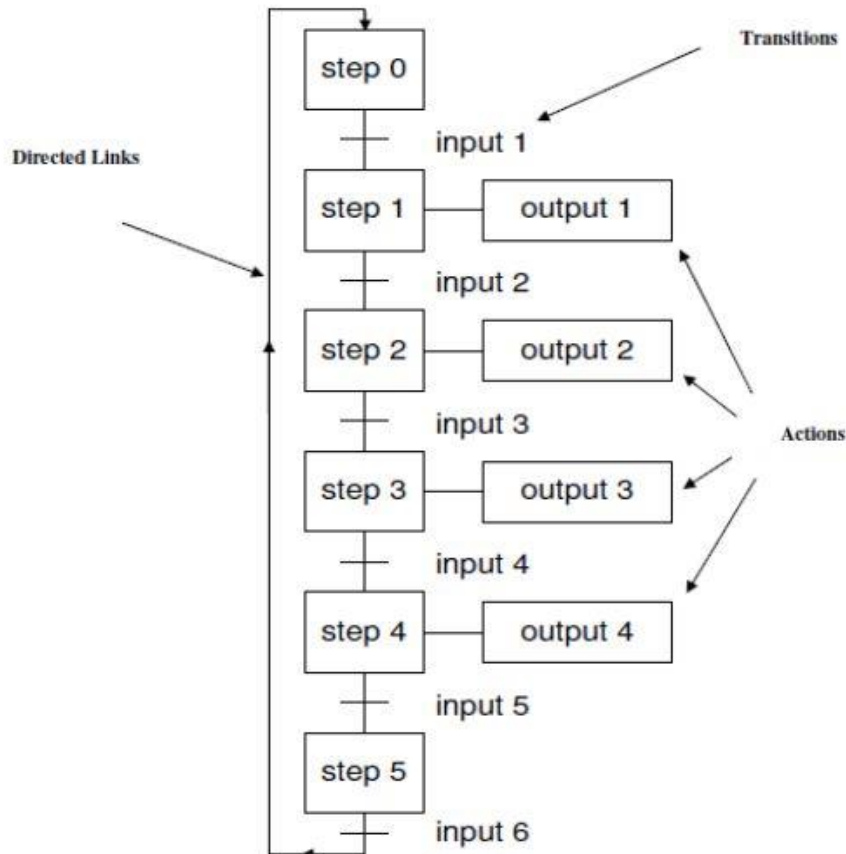 Transitions
step 0
input 1
Directed Links
step 1
output 1
input 2
step 2
output 2
input 3
Actions
step 3
output 3
input 4
step 4
output 4
input 5
step 5
input 6